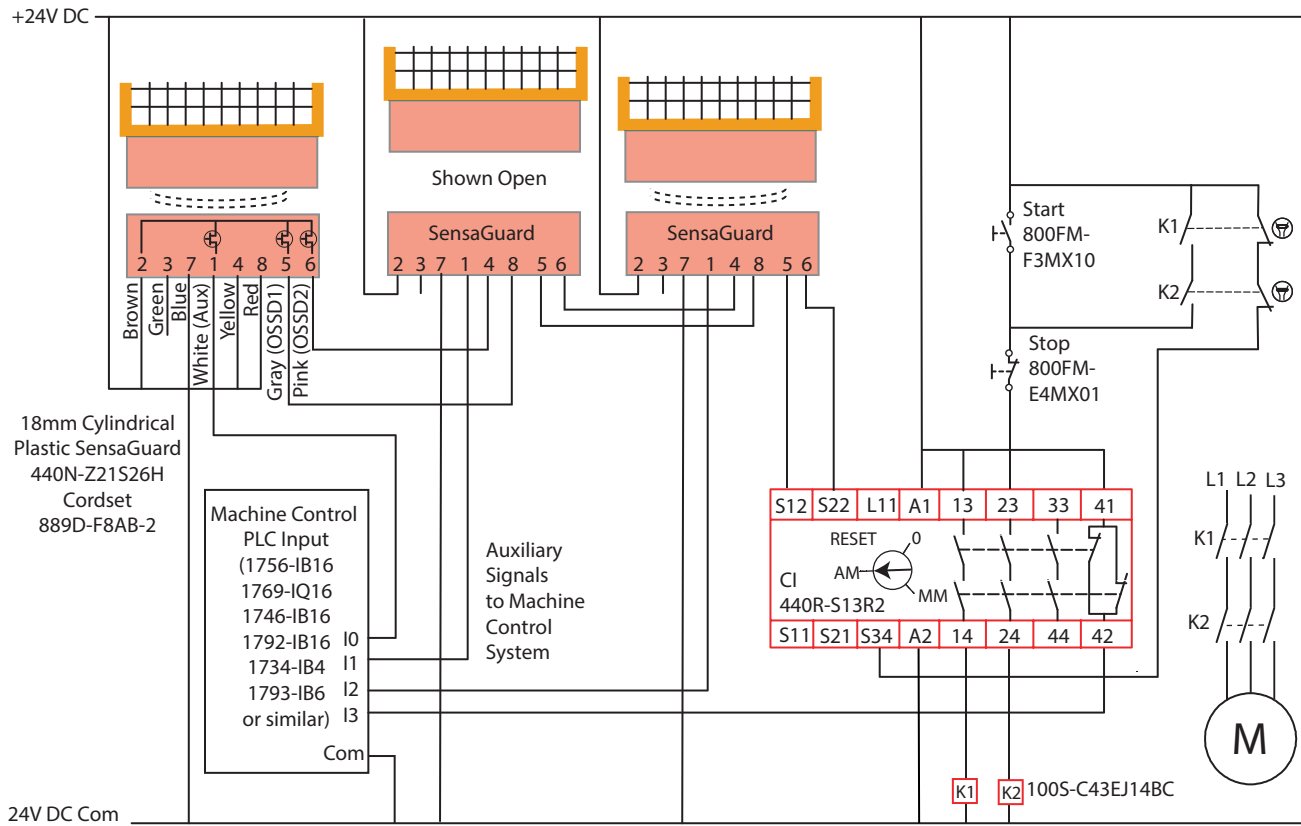 +24V DC
Shown Open
SensaGuard
SensaGuard
2 3 7 1 4 8 5 6
2 3 7 1 4 8 5 6
2 3 7 1 4 8 5 6
Brown
Green
Blue
White (Aux)
Yellow
Red
Gray (OSSD1)
Pink (OSSD2)
18mm Cylindrical
Plastic SensaGuard
440N-Z21S26H
Cordset
889D-F8AB-2
Machine Control
PLC Input
(1756-IB16
1769-IQ16
1746-IB16
1792-IB16
1734-IB4
1793-IB6
or similar)
I0
I1
I2
I3
Com
Auxiliary
Signals
to Machine
Control
System
Start
800FM-
F3MX10
K1
K2
Stop
800FM-
E4MX01
S12 S22 L11 A1 13 23 33 41
RESET
0
AM
MM
CI
440R-S13R2
S11 S21 S34 A2 14 24 44 42
K1
K2
100S-C43EJ14BC
L1 L2 L3
K1
K2
M
24V DC Com